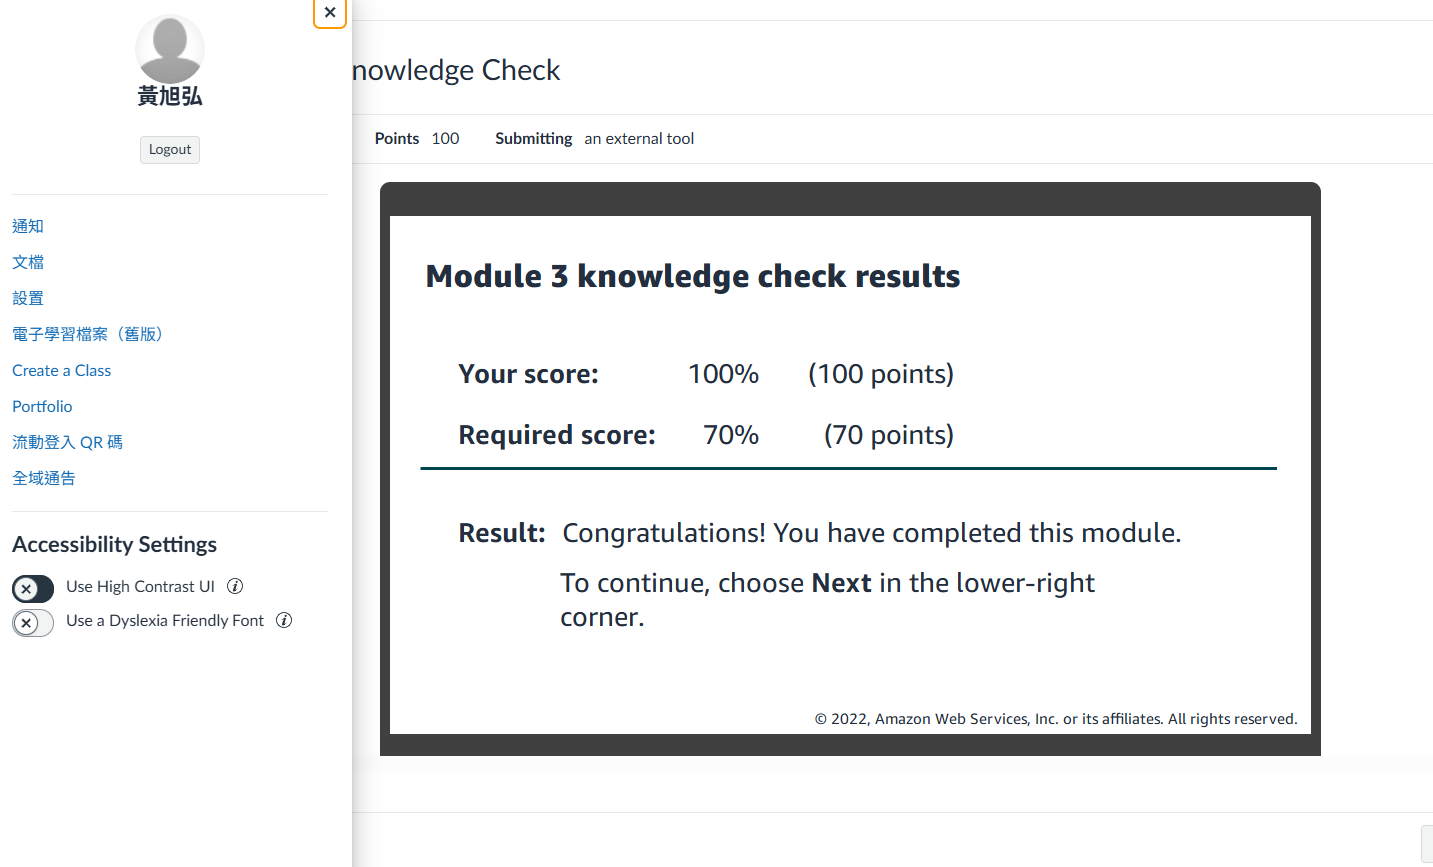 黃旭弘
Logout
通知
文檔
設置
電子學習檔案（舊版）
Create a Class
Portfolio
流動登入 QR 碼
全域通告
Accessibility Settings
Use High Contrast UI
Use a Dyslexia Friendly Font
nowledge Check
Points 100 Submitting an external tool
Module 3 knowledge check results
Your score: 100% (100 points)
Required score: 70% (70 points)
Result: Congratulations! You have completed this module.
To continue, choose Next in the lower-right
corner.
© 2022, Amazon Web Services, Inc. or its affiliates. All rights reserved.